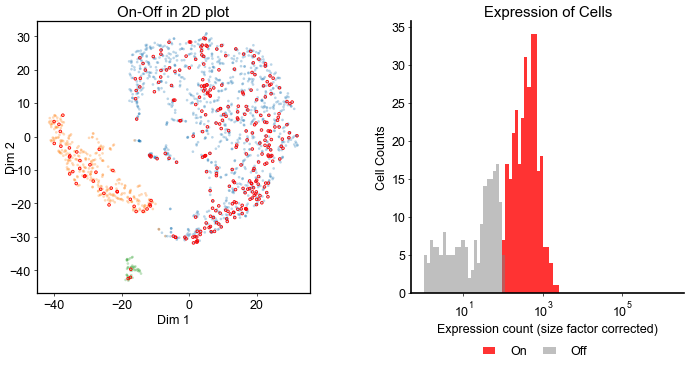 On-Off in 2D plot
30
20
10
0
−10
−20
−30
−40
Dim 2
−40
−20
0
20
Dim 1
Expression of Cells
35
30
25
20
15
10
5
0
Cell Counts
10^1
10^3
10^5
Expression count (size factor corrected)
On
Off